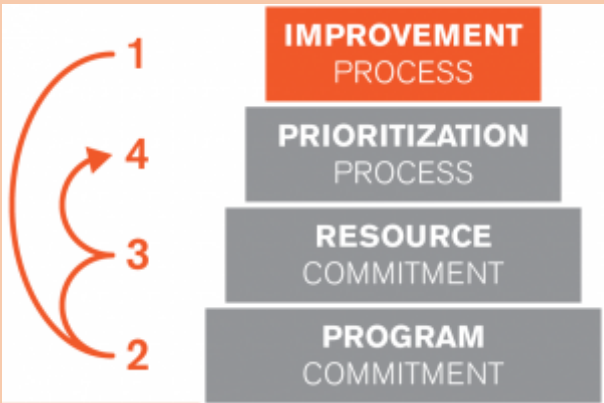 1
IMPROVEMENT
PROCESS
4
PRIORITIZATION
PROCESS
3
RESOURCE
COMMITMENT
2
PROGRAM
COMMITMENT